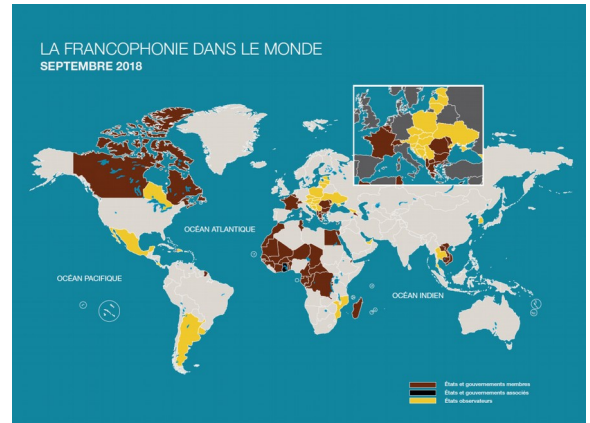 LA FRANCOPHONIE DANS LE MONDE
SEPTEMBRE 2018
OCÉAN ATLANTIQUE
OCÉAN PACIFIQUE
OCÉAN INDIEN
États et gouvernements membres
États et gouvernements associés
États observateurs